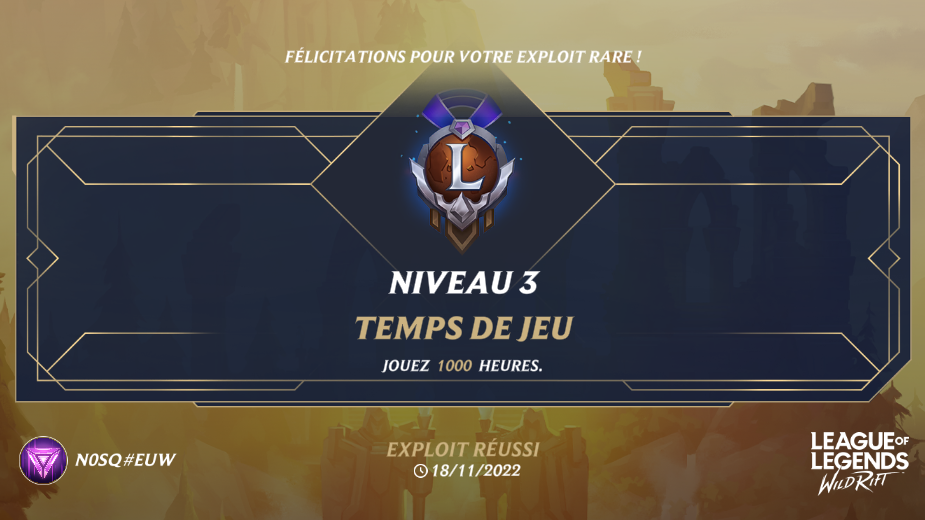 FÉLICITATIONS POUR VOTRE EXPLOIT RARE !
L
NIVEAU 3
TEMPS DE JEU
JOUEZ 1000 HEURES.
EXPLOIT RÉUSSI
18/11/2022
N0SQ#EUW
LEAGUE OF
LEGENDS
WILD RIFT